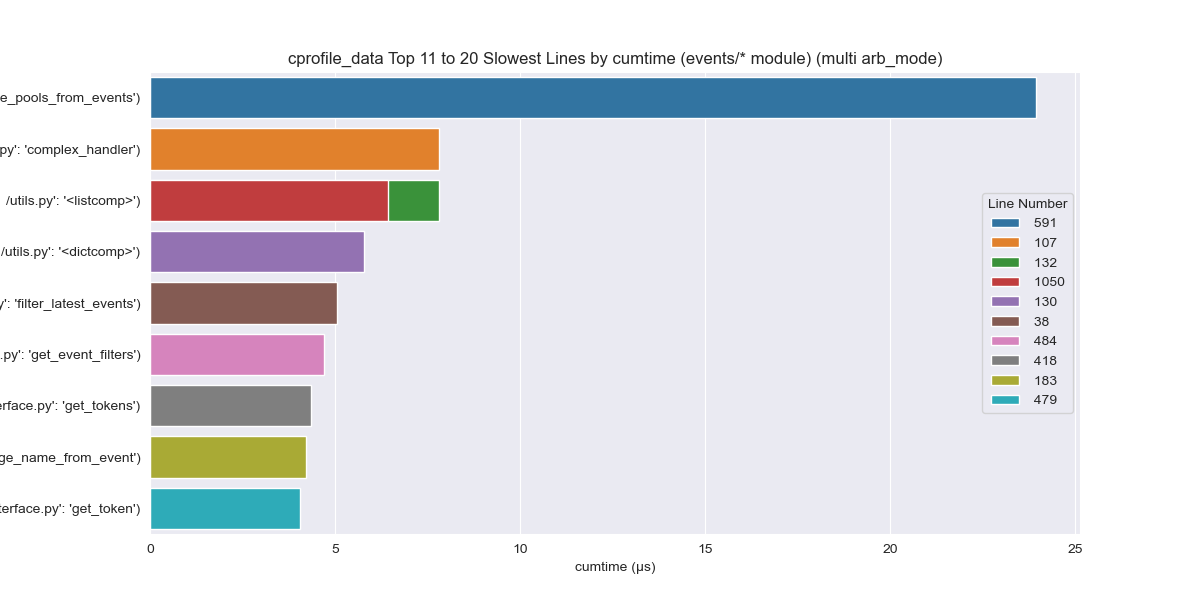 cprofile_data Top 11 to 20 Slowest Lines by cumtime (events/* module) (multi arb_mode)
e_pools_from_events')
py': 'complex_handler')
/utils.py': '<listcomp>')
/utils.py': '<dictcomp>')
': 'filter_latest_events')
.py': 'get_event_filters')
erface.py': 'get_tokens')
ge_name_from_event')
terface.py': 'get_token')
Line Number
591
107
132
1050
130
38
484
418
183
479
0 5 10 15 20 25
cumtime (μs)